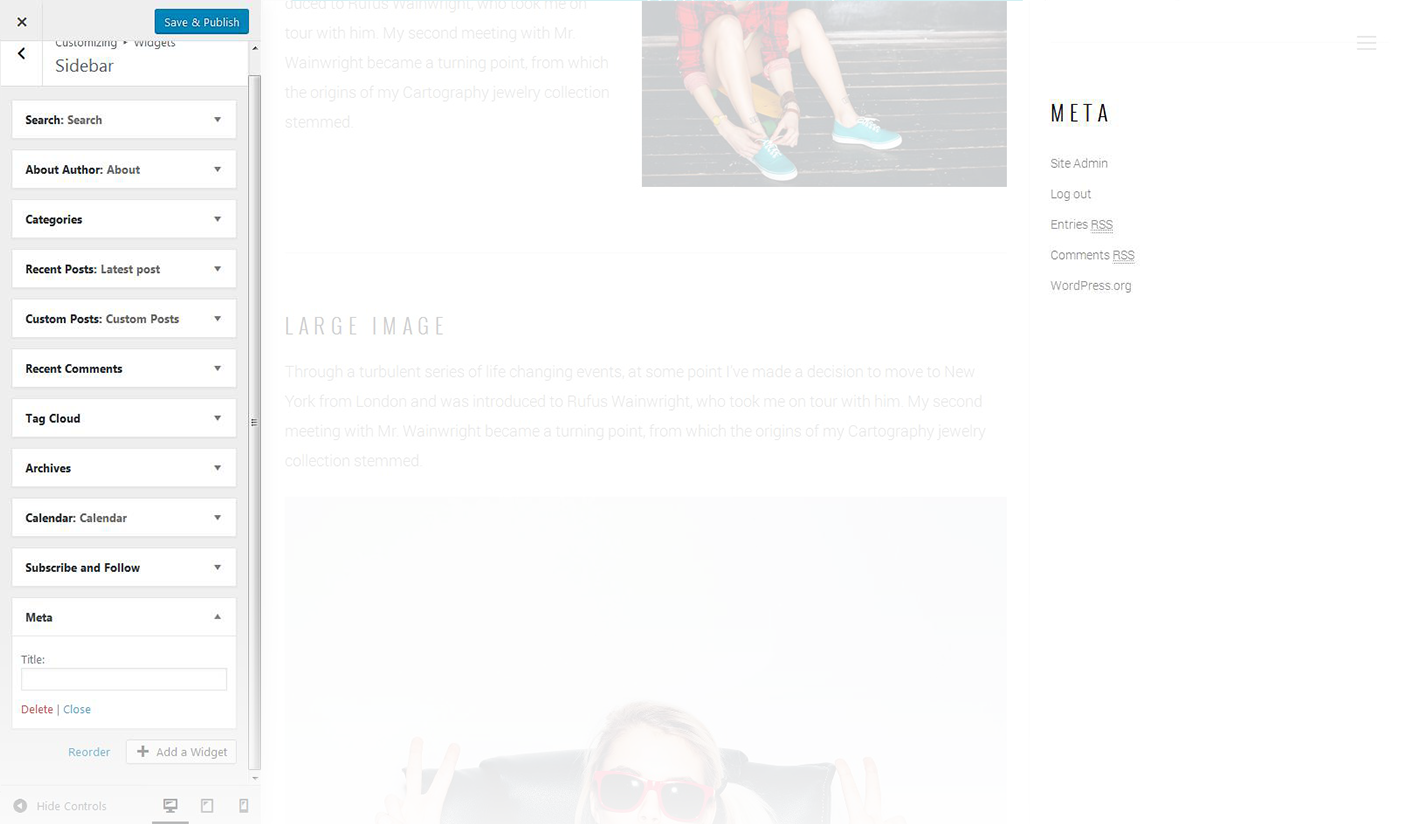 Save & Publish
Customizing ▸ Widgets
Sidebar
Search: Search
About Author: About
Categories
Recent Posts: Latest post
Custom Posts: Custom Posts
Recent Comments
Tag Cloud
Archives
Calendar: Calendar
Subscribe and Follow
Meta
Title:
Delete | Close
Reorder
Add a Widget
Hide Controls
duced to Rufus Wainwright, who took me on
tour with him. My second meeting with Mr.
Wainwright became a turning point, from which
the origins of my Cartography jewelry collection
stemmed.
LARGE IMAGE
Through a turbulent series of life changing events, at some point I've made a decision to move to New
York from London and was introduced to Rufus Wainwright, who took me on tour with him. My second
meeting with Mr. Wainwright became a turning point, from which the origins of my Cartography jewelry
collection stemmed.
META
Site Admin
Log out
Entries RSS
Comments RSS
WordPress.org